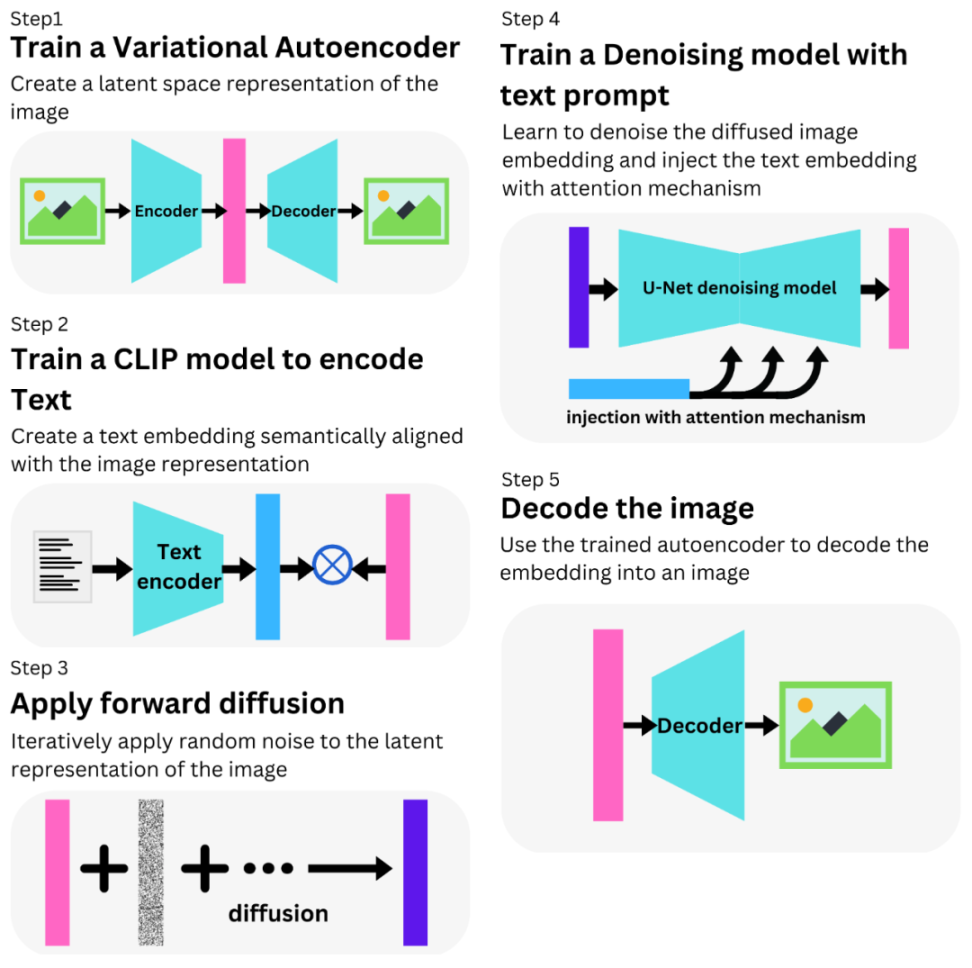 Step1
Train a Variational Autoencoder
Create a latent space representation of the
image
Encoder
Decoder
Step 2
Train a CLIP model to encode
Text
Create a text embedding semantically aligned
with the image representation
Text
encoder
Step 3
Apply forward diffusion
Iteratively apply random noise to the latent
representation of the image
diffusion
Step 4
Train a Denoising model with
text prompt
Learn to denoise the diffused image
embedding and inject the text embedding
with attention mechanism
U-Net denoising model
injection with attention mechanism
Step 5
Decode the image
Use the trained autoencoder to decode the
embedding into an image
Decoder